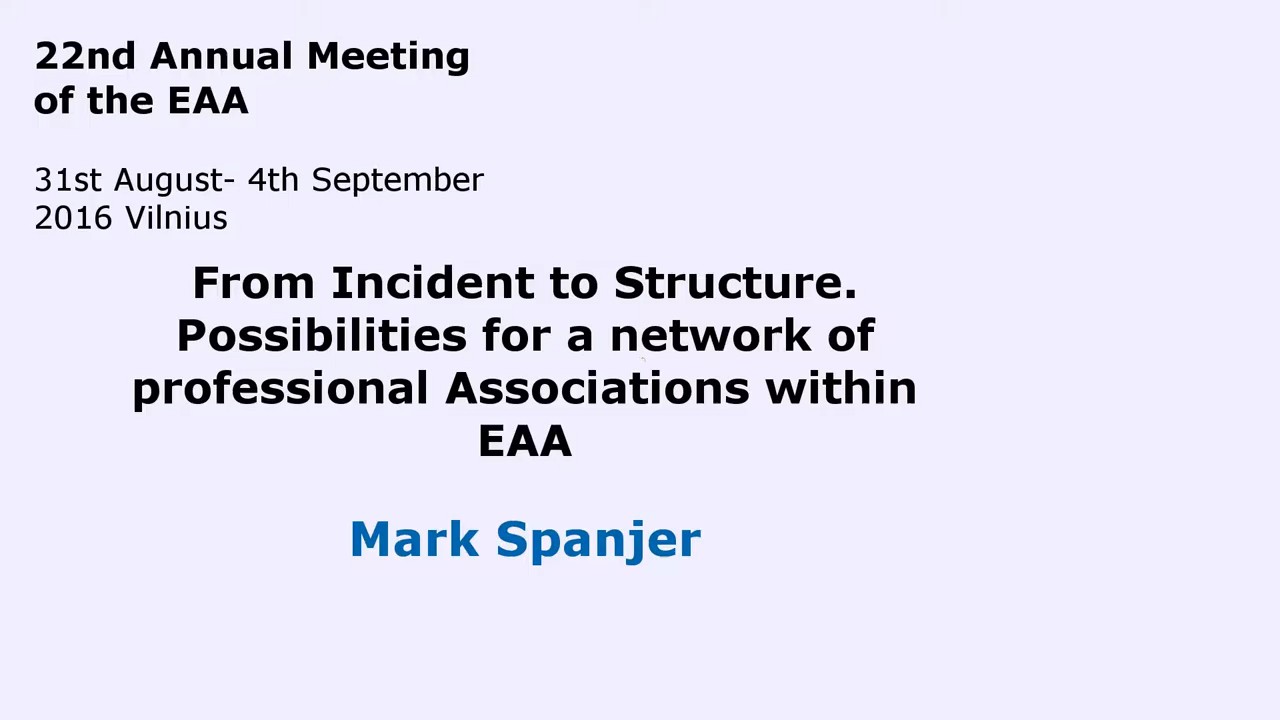 22nd Annual Meeting
of the EAA
31st August- 4th September
2016 Vilnius
From Incident to Structure.
Possibilities for a network of
professional Associations within
EAA
Mark Spanjer